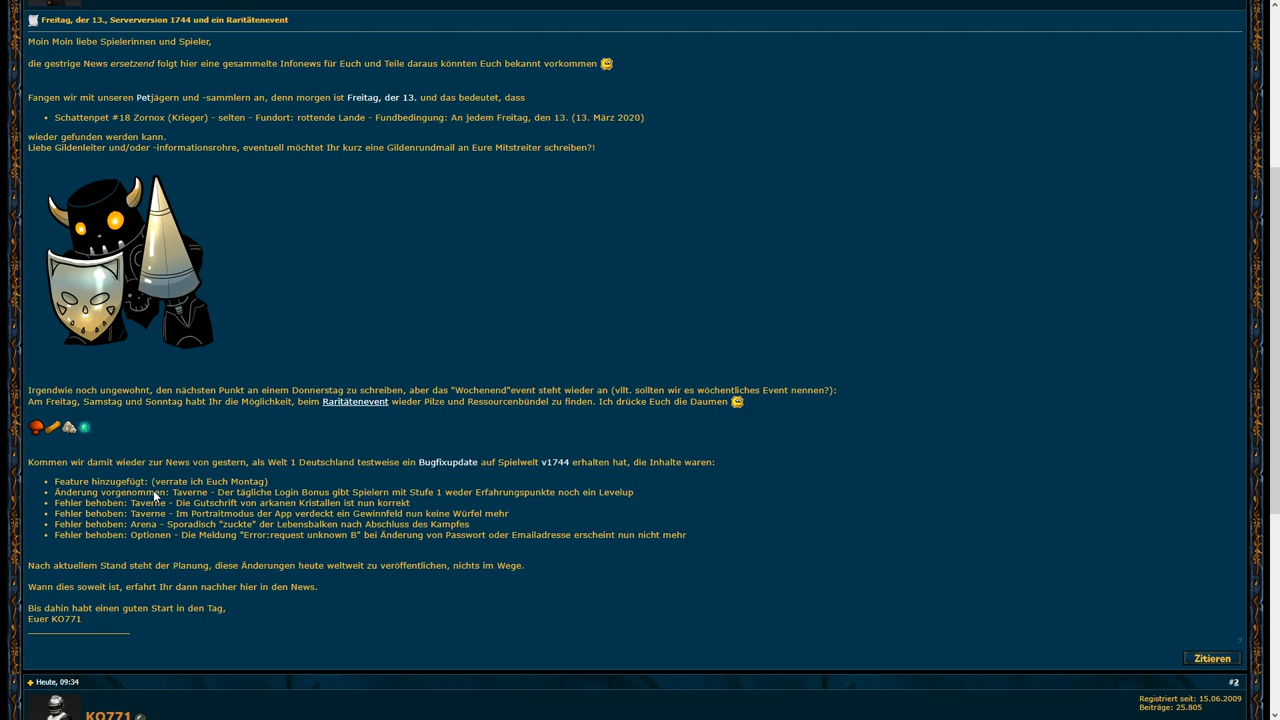 Freitag, der 13., Serverversion 1744 und ein Raritätenevent
Moin Moin liebe Spielerinnen und Spieler,
die gestrige News ersetzend folgt hier eine gesammelte Infonews für Euch und Teile daraus könnten Euch bekannt vorkommen
Fangen wir mit unseren Petjägern und -sammlern an, denn morgen ist Freitag, der 13. und das bedeutet, dass
• Schattenpet #18 Zornox (Krieger) - selten - Fundort: rottende Lande - Fundbedingung: An jedem Freitag, den 13. (13. März 2020)
wieder gefunden werden kann.
Liebe Gildenleiter und/oder -informationsrohre, eventuell möchtet Ihr kurz eine Gildenrundmail an Eure Mitstreiter schreiben?!
Irgendwie noch ungewohnt, den nächsten Punkt an einem Donnerstag zu schreiben, aber das "Wochenend"event steht wieder an (vllt. sollten wir es wöchentliches Event nennen?):
Am Freitag, Samstag und Sonntag habt Ihr die Möglichkeit, beim Raritätenevent wieder Pilze und Ressourcenbündel zu finden. Ich drücke Euch die Daumen
Kommen wir damit wieder zur News von gestern, als Welt 1 Deutschland testweise ein Bugfixupdate auf Spielwelt v1744 erhalten hat, die Inhalte waren:
• Feature hinzugefügt: (verrate ich Euch Montag)
• Änderung vorgenommen: Taverne - Der tägliche Login Bonus gibt Spielern mit Stufe 1 weder Erfahrungspunkte noch ein Levelup
• Fehler behoben: Taverne - Die Gutschrift von arkanen Kristallen ist nun korrekt
• Fehler behoben: Taverne - Im Portraitmodus der App verdeckt ein Gewinnfeld nun keine Würfel mehr
• Fehler behoben: Arena - Sporadisch "zuckte" der Lebensbalken nach Abschluss des Kampfes
• Fehler behoben: Optionen - Die Meldung "Error:request unknown B" bei Änderung von Passwort oder Emailadresse erscheint nun nicht mehr
Nach aktuellem Stand steht der Planung, diese Änderungen heute weltweit zu veröffentlichen, nichts im Wege.
Wann dies soweit ist, erfahrt Ihr dann nachher hier in den News.
Bis dahin habt einen guten Start in den Tag,
Euer KO771
Zitieren
Heute, 09:34
#2
KO771
Registriert seit: 15.06.2009
Beiträge: 25.805